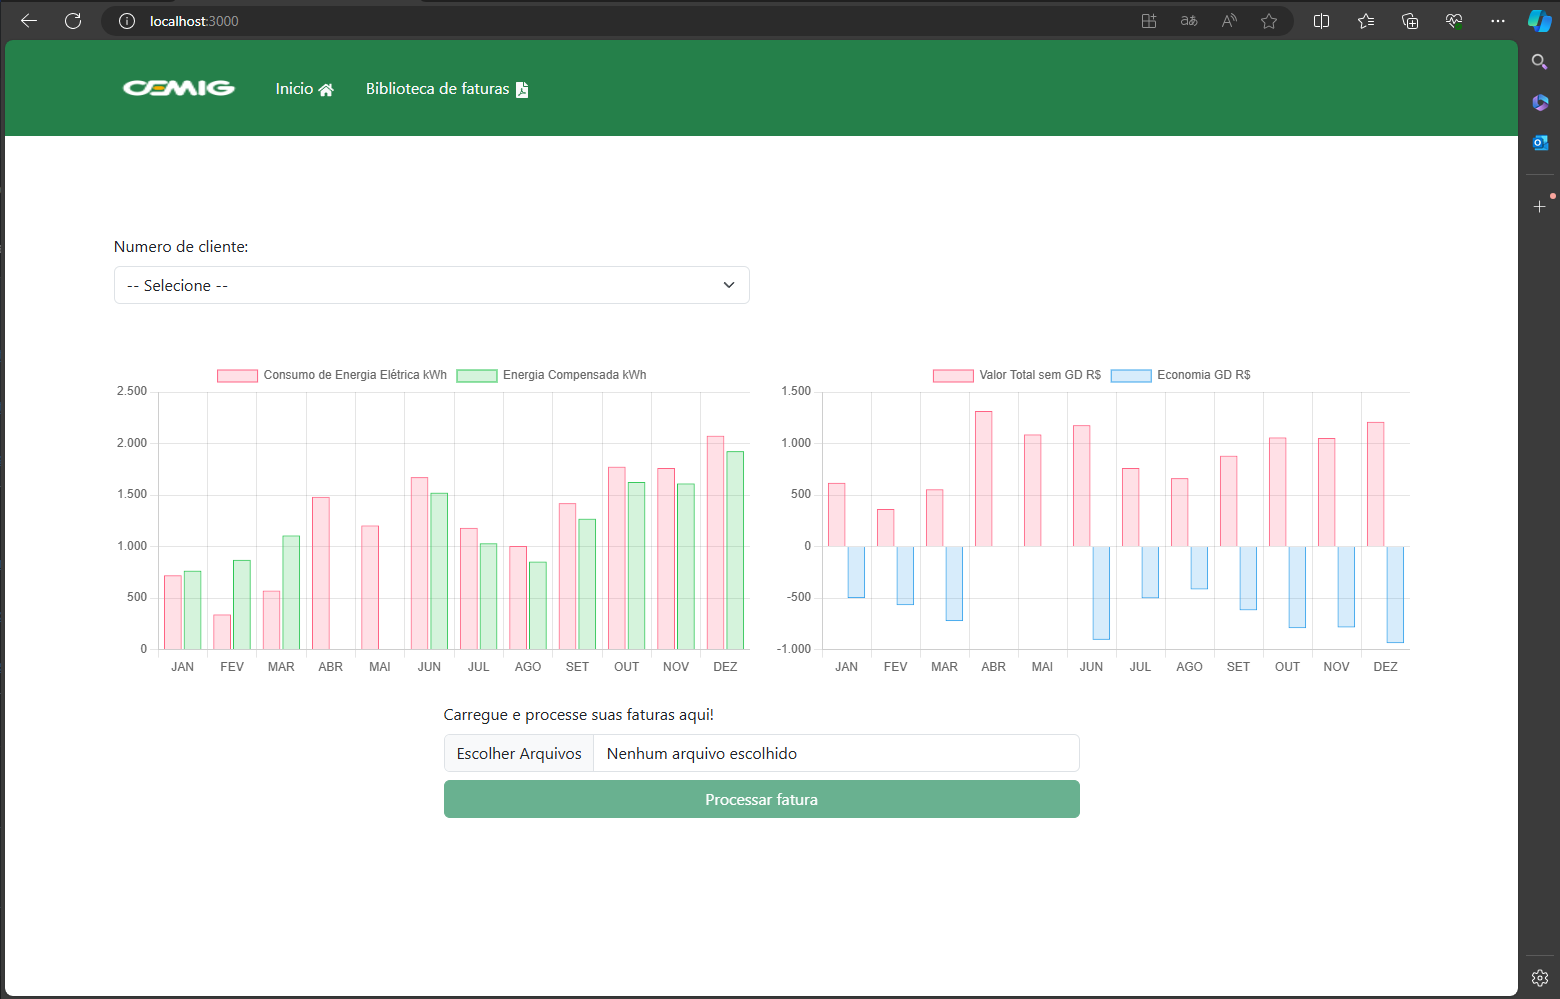 localhost:3000
CEMIG Inicio Biblioteca de faturas
Numero de cliente:
-- Selecione --
Consumo de Energia Elétrica kWh Energia Compensada kWh
2.500
2.000
1.500
1.000
500
0
JAN FEV MAR ABR MAI JUN JUL AGO SET OUT NOV DEZ
Valor Total sem GD R$ Economia GD R$
1.500
1.000
500
0
-500
-1.000
JAN FEV MAR ABR MAI JUN JUL AGO SET OUT NOV DEZ
Carregue e processe suas faturas aqui!
Escolher Arquivos Nenhum arquivo escolhido
Processar fatura